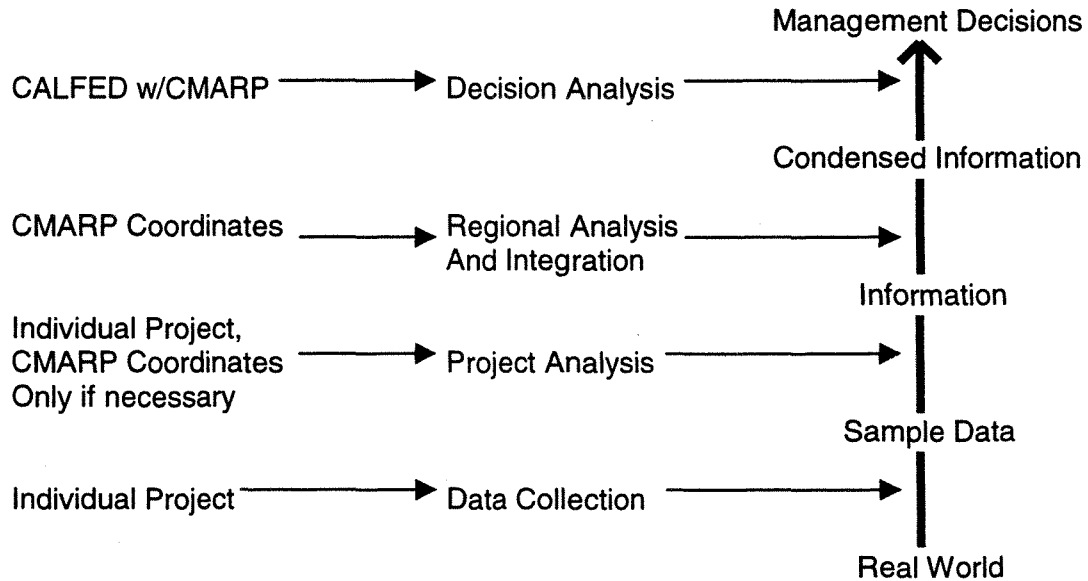 Management Decisions
CALFED w/CMARP
Decision Analysis
Condensed Information
CMARP Coordinates
Regional Analysis
And Integration
Information
Individual Project,
CMARP Coordinates
Only if necessary
Project Analysis
Sample Data
Individual Project
Data Collection
Real World